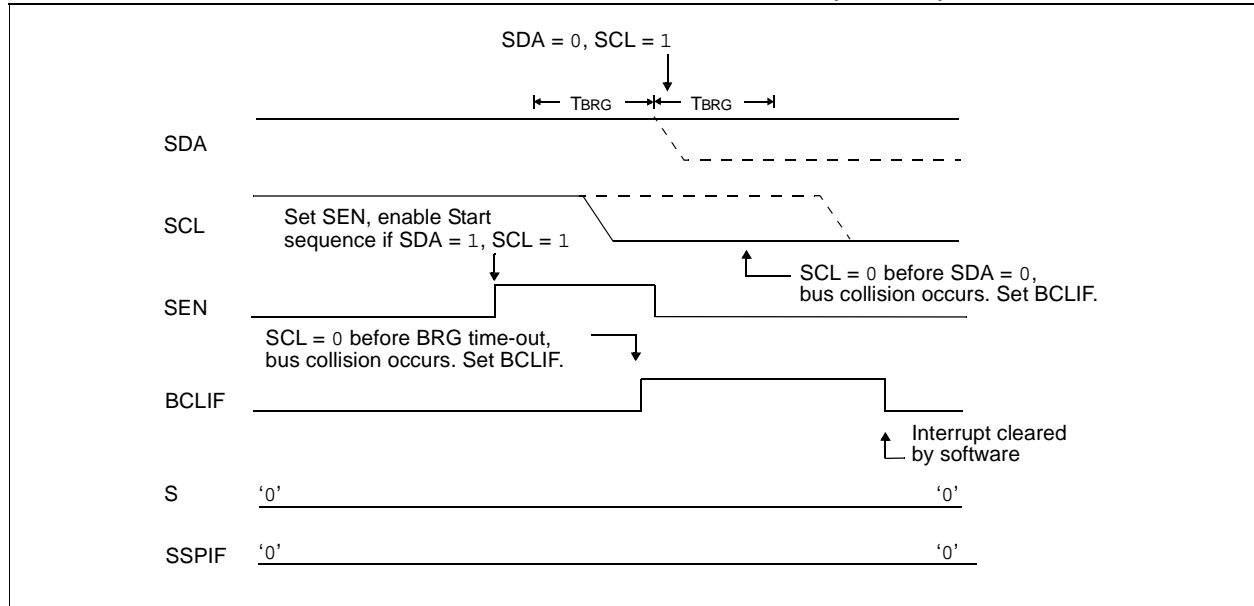 SDA = 0, SCL = 1
TBRG TBRG
SDA
SCL
Set SEN, enable Start
sequence if SDA = 1, SCL = 1
SCL = 0 before SDA = 0,
bus collision occurs. Set BCLIF.
SEN
SCL = 0 before BRG time-out,
bus collision occurs. Set BCLIF.
BCLIF
Interrupt cleared
by software
S ‘0’ ‘0’
SSPIF ‘0’ ‘0’